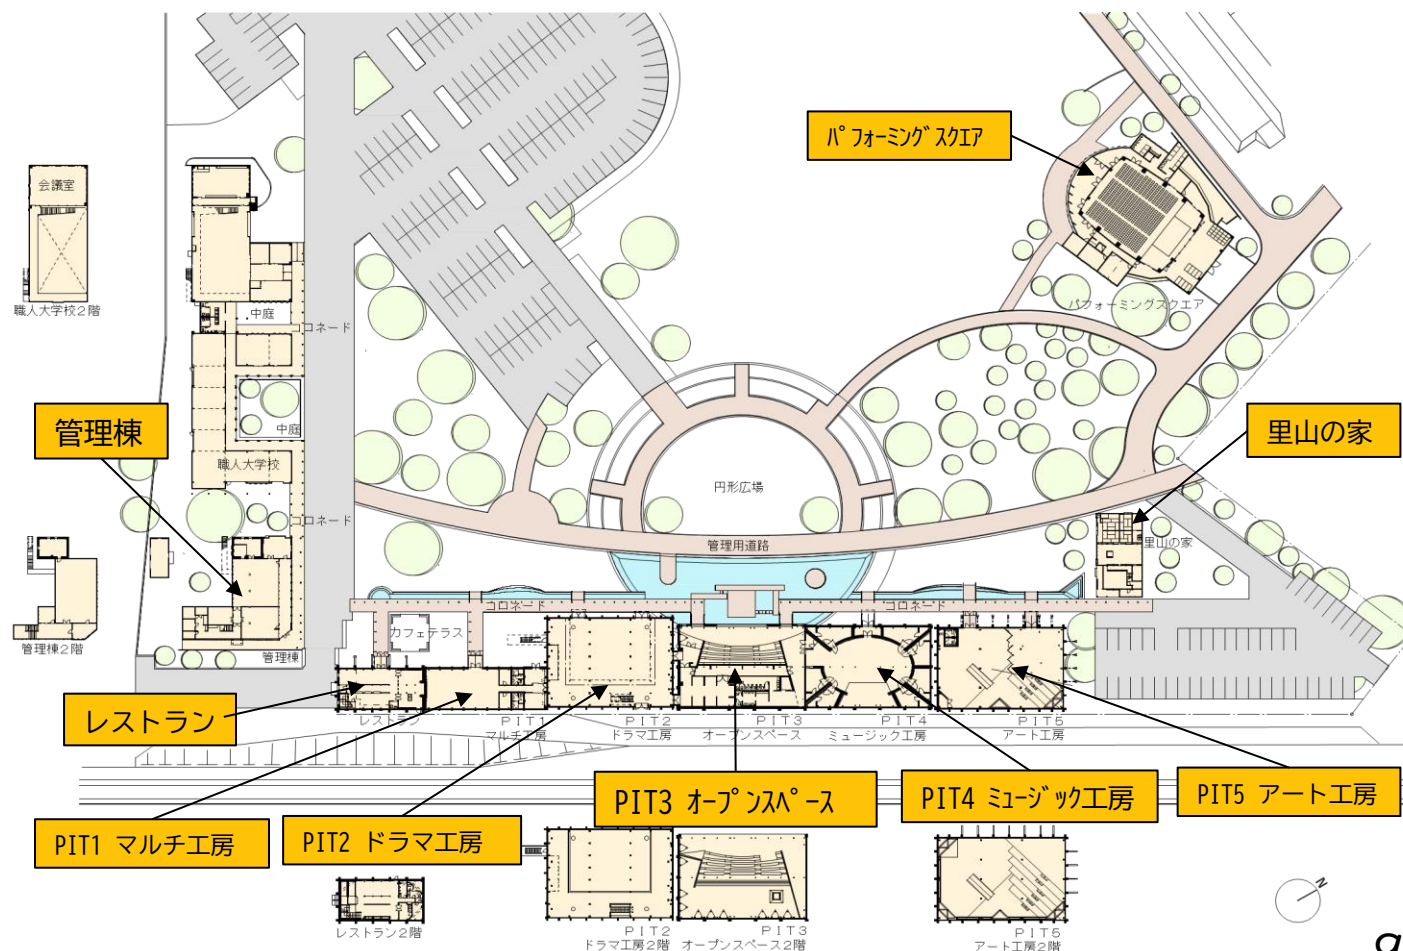 パフォーミングスクエア
会議室
職人大学校2階
パフォーミングスクエア
中庭
コロネード
中庭
管理棟
里山の家
職人大学校
円形広場
コロネード
管理用道路
里山の家
コロネード
コロネード
カフェテラス
管理棟2階
管理棟
レストラン
レストラン
PIT1
マルチ工房
PIT2
ドラマ工房
PIT3
オープンスペース
PIT4
ミュージック工房
PIT5
アート工房
PIT1 マルチ工房
PIT2 ドラマ工房
PIT3 オープンスペース
PIT4 ミュージック工房
PIT5 アート工房
レストラン2階
PIT2
ドラマ工房2階
PIT3
オープンスペース2階
PIT5
アート工房2階
N